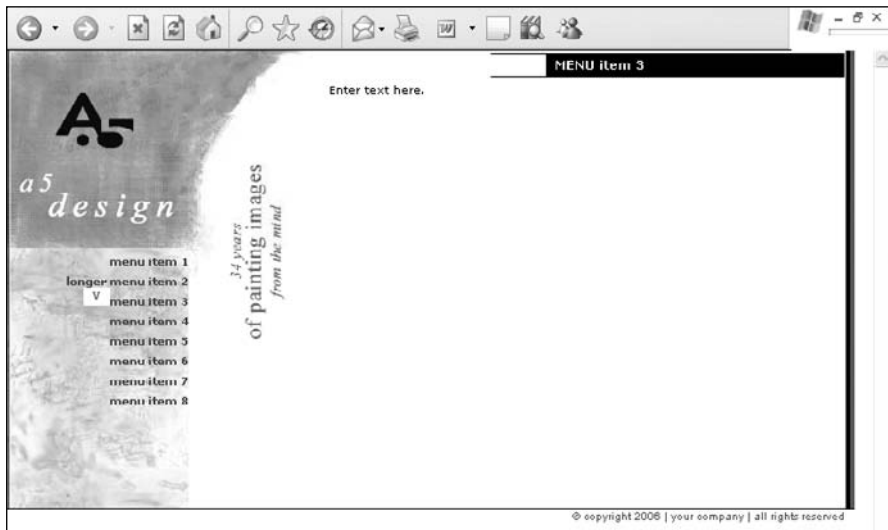 MENU item 3
Enter text here.
A5
a5
design
34 years
of painting images
from the mind
menu item 1
longer menu item 2
V
menu item 3
menu item 4
menu item 5
menu item 6
menu item 7
menu item 8
© copyright 2006 | your company | all rights reserved